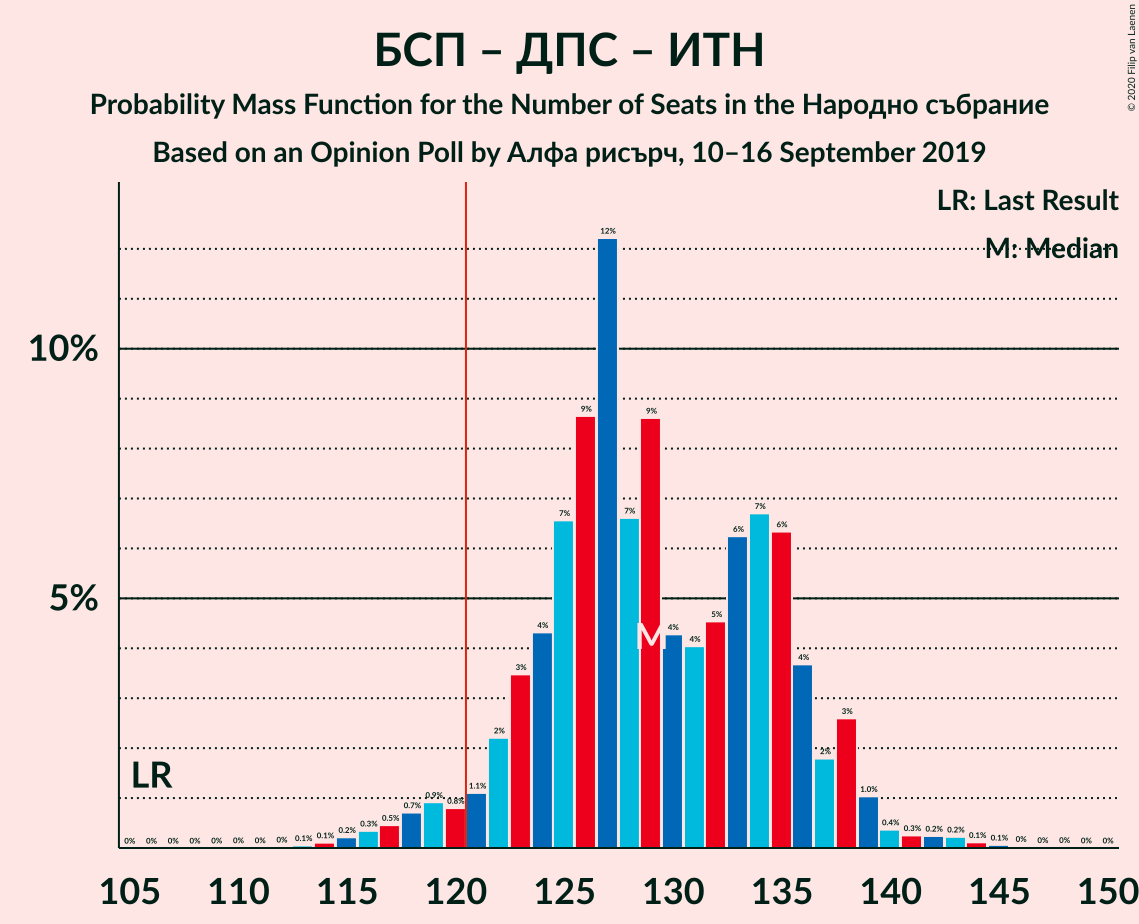 БСП – ДПС – ИТН
Probability Mass Function for the Number of Seats in the Народно събрание
Based on an Opinion Poll by Алфа рисърч, 10–16 September 2019
© 2020 Filip van Laenen
LR: Last Result
M: Median
10%
5%
LR
M
0% 0% 0% 0% 0% 0% 0% 0% 0.1% 0.1% 0.2% 0.3% 0.5% 0.7% 0.9% 0.8% 1.1% 2% 3% 4% 7% 9% 12% 7% 9% 4% 4% 5% 6% 7% 6% 4% 2% 3% 1.0% 0.4% 0.3% 0.2% 0.2% 0.1% 0.1% 0% 0% 0% 0% 0%
105 110 115 120 125 130 135 140 145 150